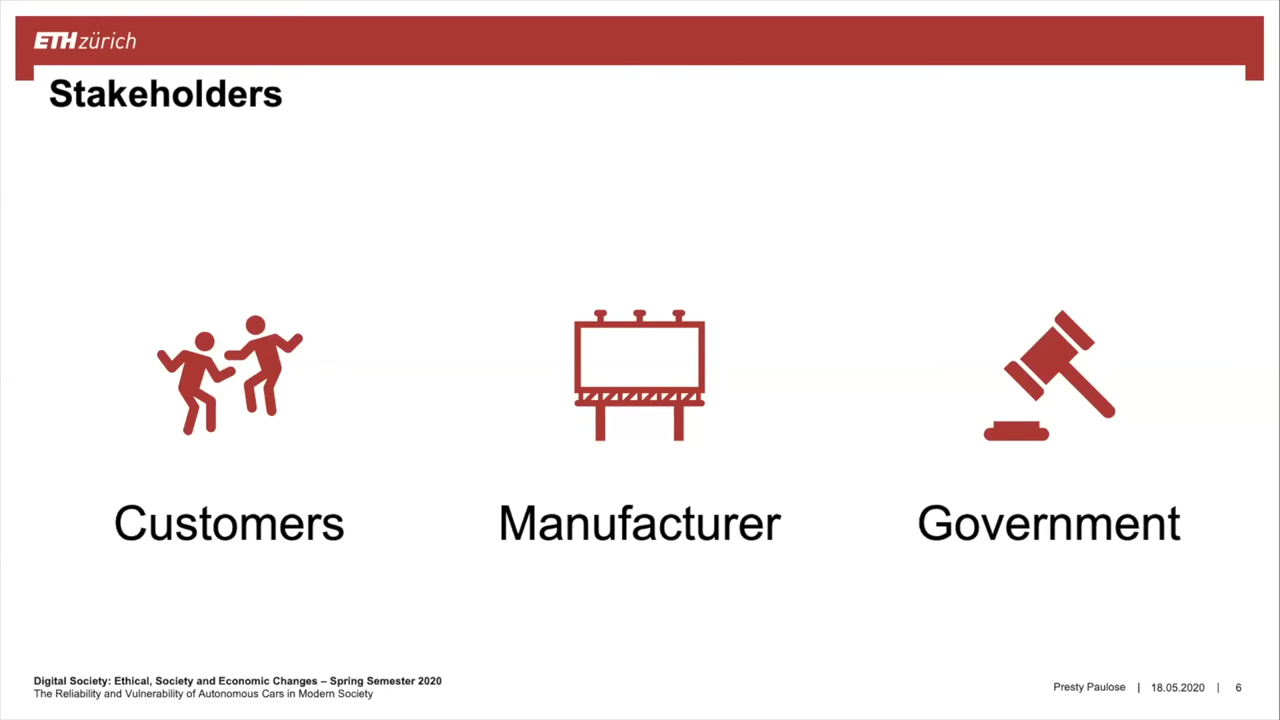 ETH zürich
Stakeholders
Customers
Manufacturer
Government
Digital Society: Ethical, Society and Economic Changes – Spring Semester 2020
The Reliability and Vulnerability of Autonomous Cars in Modern Society
Presty Paulose | 18.05.2020 | 6